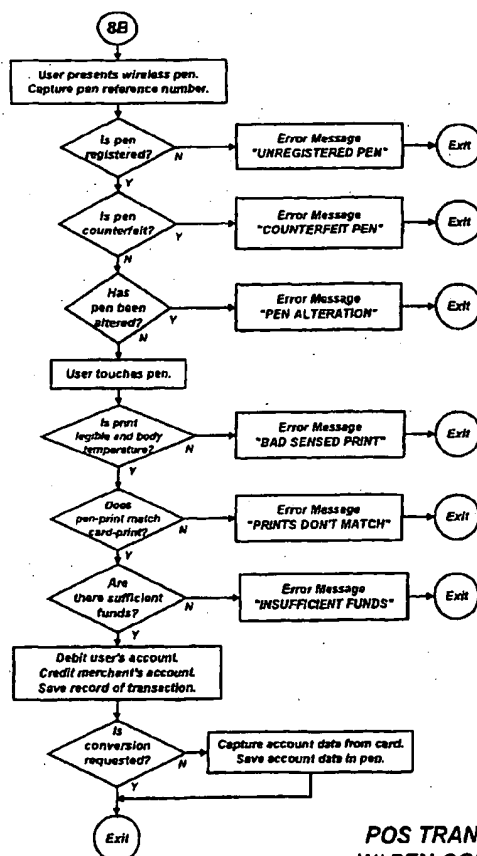 8B
User presents wireless pen.
Capture pen reference number.
Is pen
registered?
N
Y
Error Message
"UNREGISTERED PEN"
Exit
Is pen
counterfeit?
Y
N
Error Message
"COUNTERFEIT PEN"
Exit
Has
pen been
altered?
Y
N
Error Message
"PEN ALTERATION"
Exit
User touches pen.
Is print
legible and body
temperature?
N
Y
Error Message
"BAD SENSED PRINT"
Exit
Does
pen-print match
card-print?
N
Y
Error Message
"PRINTS DON'T MATCH"
Exit
Are
there sufficient
funds?
N
Y
Error Message
"INSUFFICIENT FUNDS"
Exit
Debit user's account.
Credit merchant's account.
Save record of transaction.
Is
conversion
requested?
N
Y
Capture account data from card.
Save account data in pen.
Exit
POS TRAN